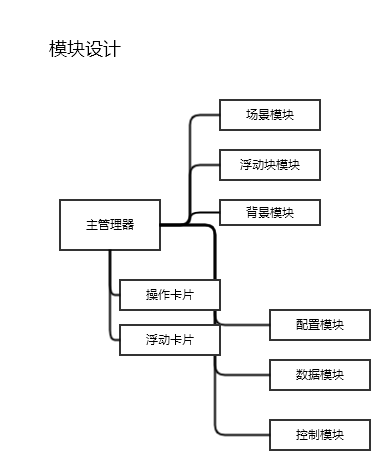 模块设计
场景模块
浮动块模块
背景模块
主管理器
操作卡片
浮动卡片
配置模块
数据模块
控制模块